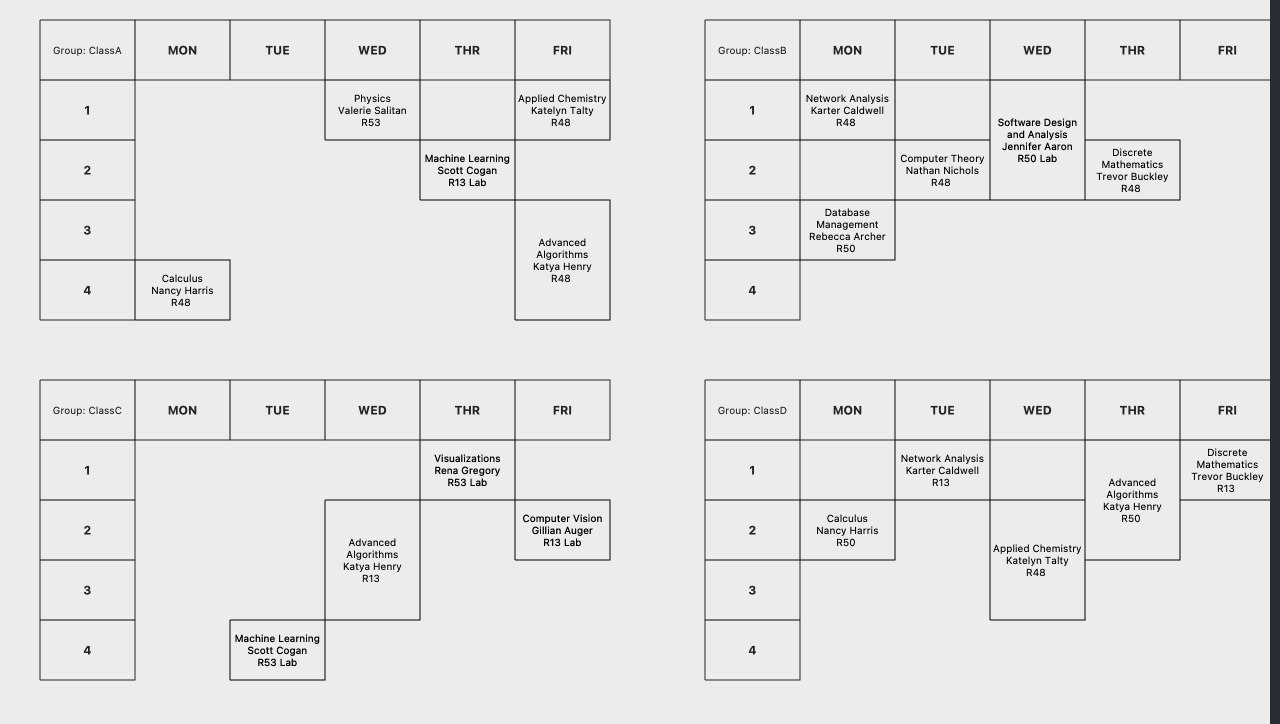 Group: ClassA
MON
TUE
WED
THR
FRI
1
Physics
Valerie Salitan
R53
Applied Chemistry
Katelyn Talty
R48
2
Machine Learning
Scott Cogan
R13 Lab
3
Advanced
Algorithms
Katya Henry
R48
4
Calculus
Nancy Harris
R48
Group: ClassB
MON
TUE
WED
THR
FRI
1
Network Analysis
Karter Caldwell
R48
Software Design
and Analysis
Jennifer Aaron
R50 Lab
2
Computer Theory
Nathan Nichols
R48
Discrete
Mathematics
Trevor Buckley
R48
3
Database
Management
Rebecca Archer
R50
4
Group: ClassC
MON
TUE
WED
THR
FRI
1
Visualizations
Rena Gregory
R53 Lab
2
Advanced
Algorithms
Katya Henry
R13
Computer Vision
Gillian Auger
R13 Lab
3
4
Machine Learning
Scott Cogan
R53 Lab
Group: ClassD
MON
TUE
WED
THR
FRI
1
Network Analysis
Karter Caldwell
R13
Advanced
Algorithms
Katya Henry
R50
Discrete
Mathematics
Trevor Buckley
R13
2
Calculus
Nancy Harris
R50
Applied Chemistry
Katelyn Talty
R48
3
4